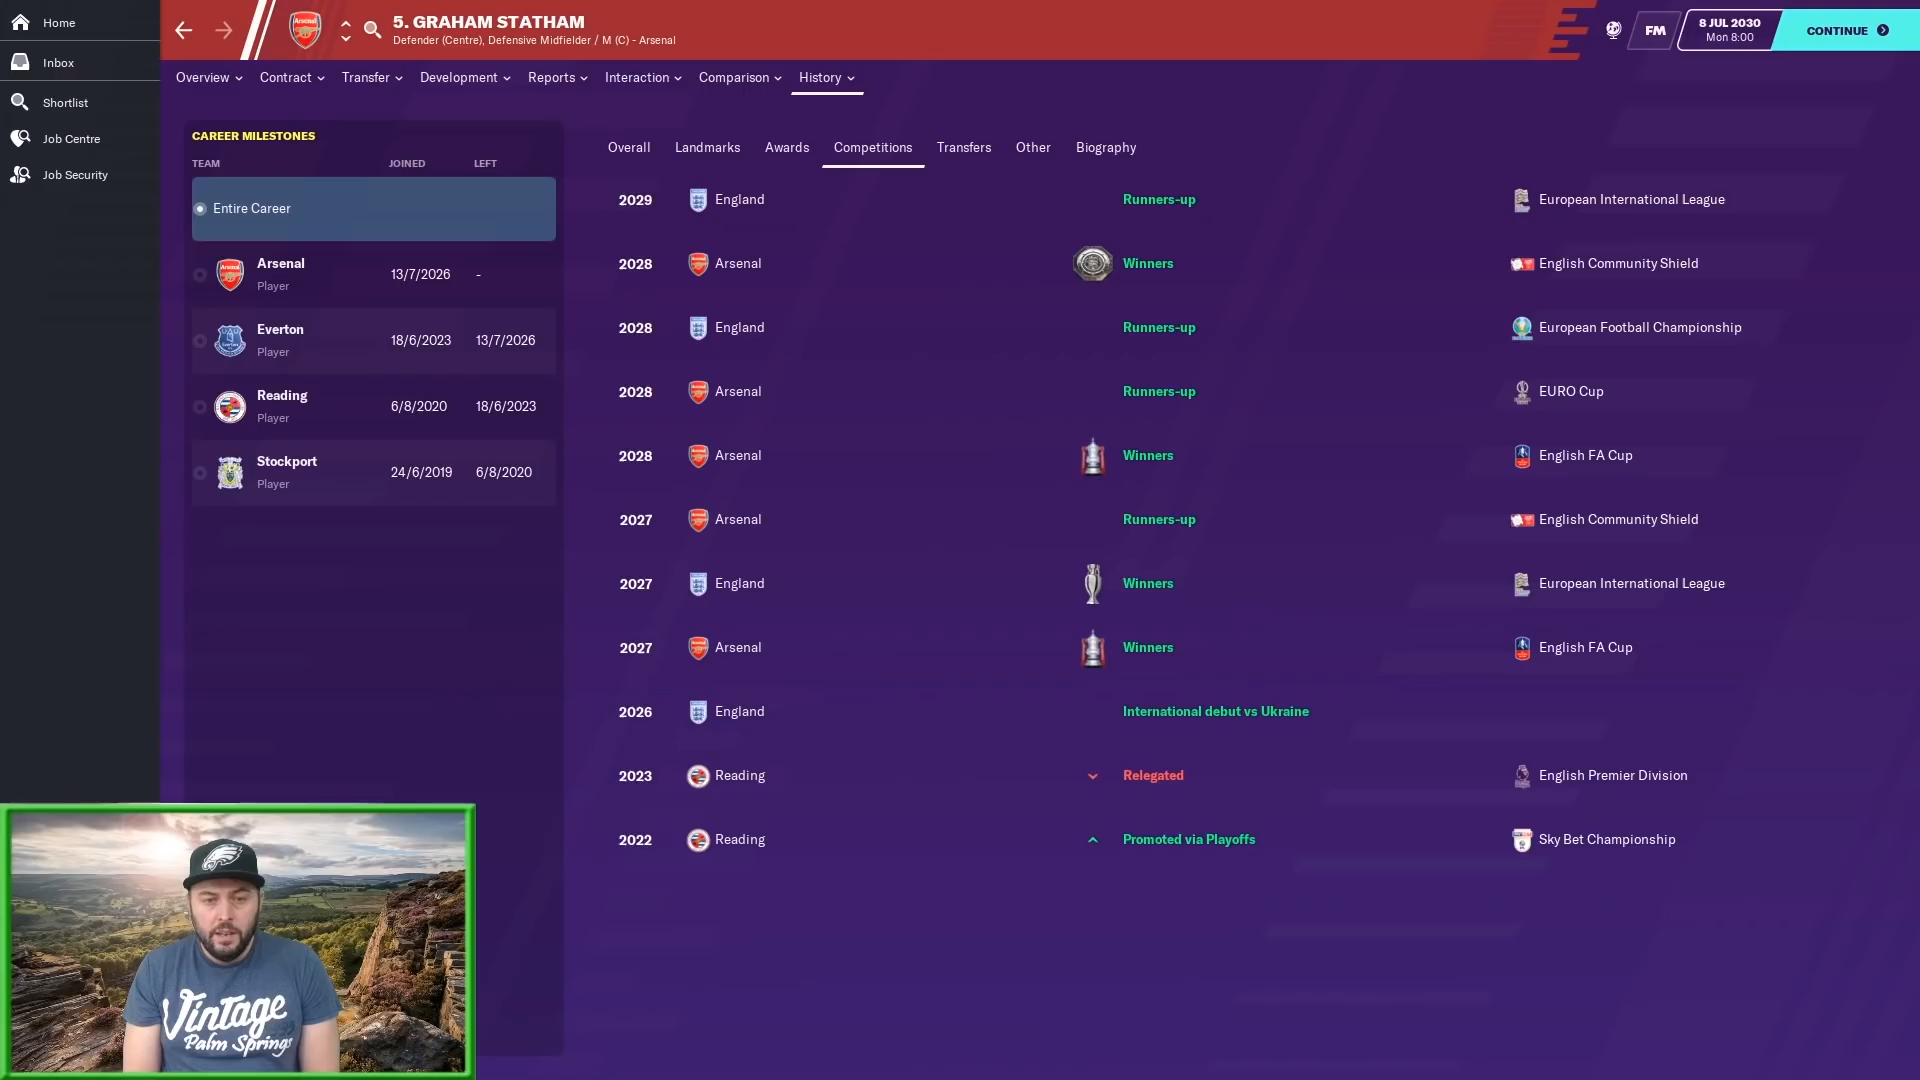 Home
Inbox
Shortlist
Job Centre
Job Security
Arsenal
5. GRAHAM STATHAM
Defender (Centre), Defensive Midfielder / M (C) - Arsenal
FM
8 JUL 2030
Mon 8:00
CONTINUE
Overview Contract Transfer Development Reports Interaction Comparison History
CAREER MILESTONES
TEAM JOINED LEFT
Entire Career
Arsenal 13/7/2026 -
Player
Everton 18/6/2023 13/7/2026
Player
Reading 6/8/2020 18/6/2023
Player
Stockport 24/6/2019 6/8/2020
Player
Overall Landmarks Awards Competitions Transfers Other Biography
2029 England Runners-up European International League
2028 Arsenal Winners English Community Shield
2028 England Runners-up European Football Championship
2028 Arsenal Runners-up EURO Cup
2028 Arsenal Winners English FA Cup
2027 Arsenal Runners-up English Community Shield
2027 England Winners European International League
2027 Arsenal Winners English FA Cup
2026 England International debut vs Ukraine
2023 Reading Relegated English Premier Division
2022 Reading Promoted via Playoffs Sky Bet Championship
Vintage
Palm Springs